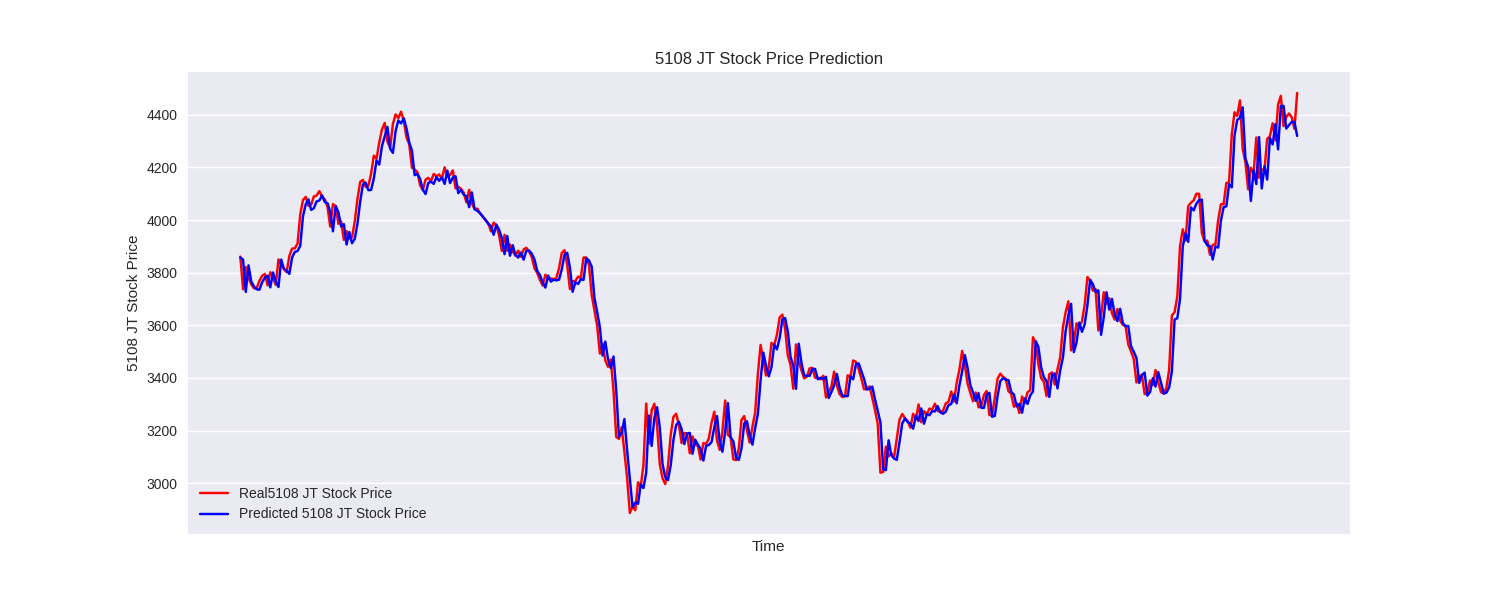 5108 JT Stock Price Prediction
5108 JT Stock Price
4400
4200
4000
3800
3600
3400
3200
3000
Real5108 JT Stock Price
Predicted 5108 JT Stock Price
Time